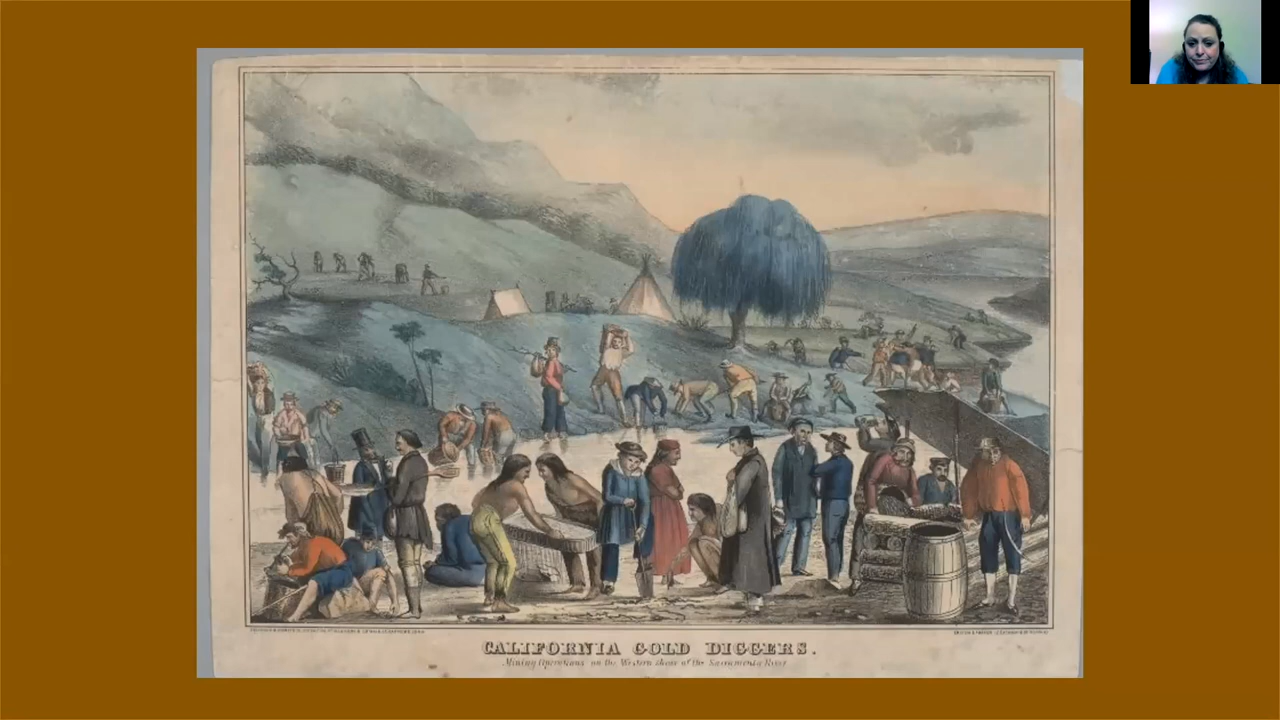 CALIFORNIA GOLD DIGGERS.
Mining Operations on the Western shore of the Sacramento River